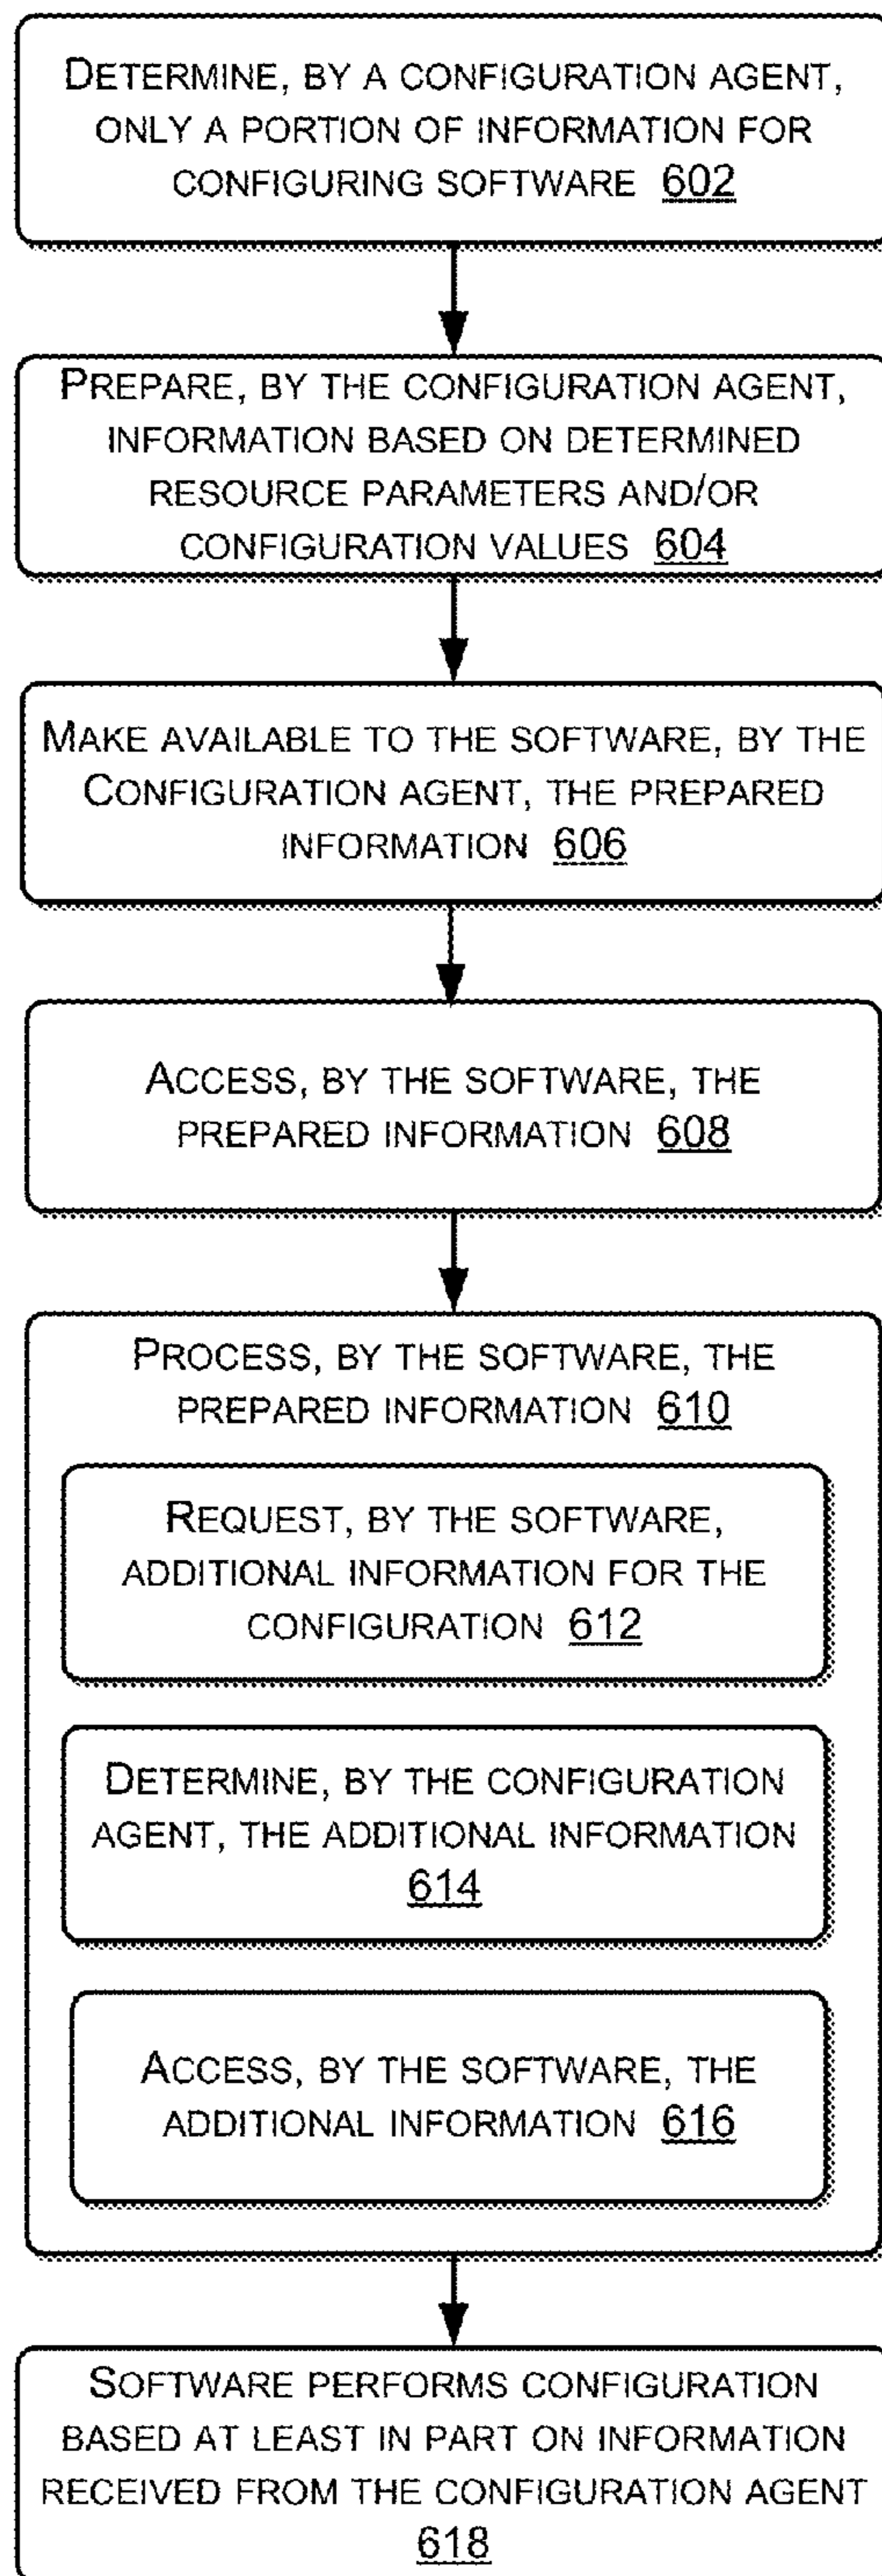 DETERMINE, BY A CONFIGURATION AGENT,
ONLY A PORTION OF INFORMATION FOR
CONFIGURING SOFTWARE 602
PREPARE, BY THE CONFIGURATION AGENT,
INFORMATION BASED ON DETERMINED
RESOURCE PARAMETERS AND/OR
CONFIGURATION VALUES 604
MAKE AVAILABLE TO THE SOFTWARE, BY THE
CONFIGURATION AGENT, THE PREPARED
INFORMATION 606
ACCESS, BY THE SOFTWARE, THE
PREPARED INFORMATION 608
PROCESS, BY THE SOFTWARE, THE
PREPARED INFORMATION 610
REQUEST, BY THE SOFTWARE,
ADDITIONAL INFORMATION FOR THE
CONFIGURATION 612
DETERMINE, BY THE CONFIGURATION
AGENT, THE ADDITIONAL INFORMATION
614
ACCESS, BY THE SOFTWARE, THE
ADDITIONAL INFORMATION 616
SOFTWARE PERFORMS CONFIGURATION
BASED AT LEAST IN PART ON INFORMATION
RECEIVED FROM THE CONFIGURATION AGENT
618